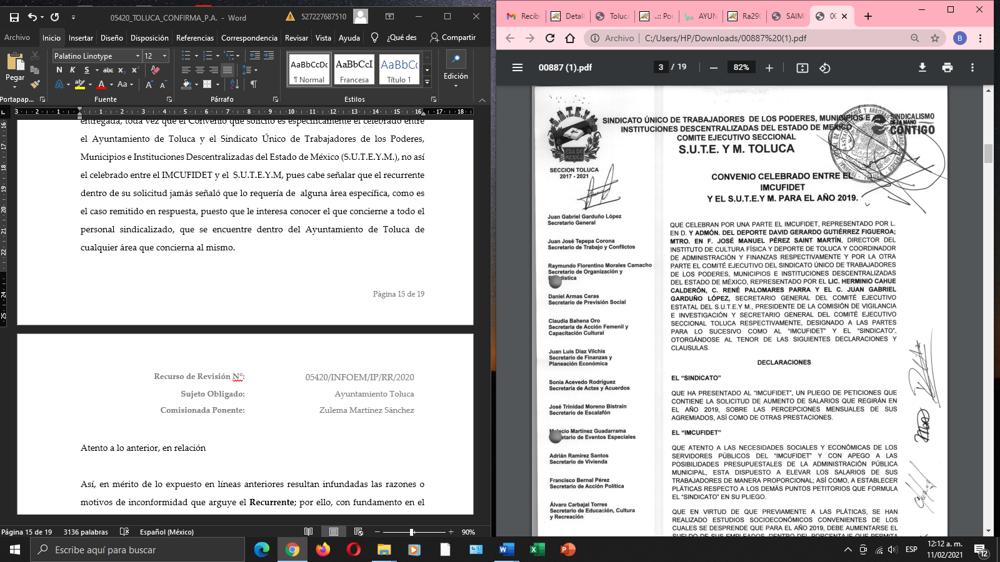 05420_TOLUCA_CONFIRMA_P.A. - Word
527227687510
Archivo Inicio Insertar Diseño Disposición Referencias Correspondencia Revisar Vista Ayuda ¿Qué des Compartir
Palatino Linotype 12
Pegar
N K S abc x₂ x²
Aa
AaBbCcDc AaBbCcI AaBbCc
¶ Normal Francesa Título 1
Edición
Portapap... Fuente Párrafo Estilos
entregada, toda vez que el Convenio que solicito es específicamente el celebrado entre
el Ayuntamiento de Toluca y el Sindicato Único de Trabajadores de los Poderes,
Municipios e Instituciones Descentralizadas del Estado de México (S.U.T.E.Y.M.), no así
el celebrado entre el IMCUFIDET y el S.U.T.E.Y.M, pues cabe señalar que el recurrente
dentro de su solicitud jamás señaló que lo requería de alguna área específica, como es
el caso remitido en respuesta, puesto que le interesa conocer el que concierne a todo el
personal sindicalizado, que se encuentre dentro del Ayuntamiento de Toluca de
cualquier área que concierna al mismo.
Página 15 de 19
Recurso de Revisión N°: 05420/INFOEM/IP/RR/2020
Sujeto Obligado: Ayuntamiento Toluca
Comisionada Ponente: Zulema Martínez Sánchez
Atento a lo anterior, en relación
Así, en mérito de lo expuesto en líneas anteriores resultan infundadas las razones o
motivos de inconformidad que arguye el Recurrente; por ello, con fundamento en el
Página 15 de 19 3136 palabras Español (México) 90%
Recib Detall Toluca ..:: Por AYUN Ra290 SAIM 00
Archivo C:/Users/HP/Downloads/00887%20(1).pdf
B
00887 (1).pdf 3 / 19 82%
SINDICATO ÚNICO DE TRABAJADORES DE LOS PODERES, MUNICIPIOS E
INSTITUCIONES DESCENTRALIZADAS DEL ESTADO DE MÉXICO
COMITE EJECUTIVO SECCIONAL
S.U.T.E. Y M. TOLUCA
SINDICALISMO
DE LA MANO
CONTIGO
S.U.T.E.Y.M.
EDO. DE
MEXICO
SECCION TOLUCA
2017 - 2021
CONVENIO CELEBRADO ENTRE EL
IMCUFIDET
Y EL S.U.T.E.Y M. PARA EL AÑO 2019.
Juan Gabriel Garduño López
Secretario General
Juan José Tepepa Corona
Secretario de Trabajo y Conflictos
Raymundo Florentino Morales Camacho
Secretario de Organización y
Daniel Armas Ceras
Secretario de Previsión Social
Claudia Bahena Oro
Secretaria de Acción Femenil y
Capacitación Cultural
Juan Luis Díaz Vilchis
Secretario de Finanzas y
Planeación Económica
Sonia Acevedo Rodríguez
Secretaria de Actas y Acuerdos
José Trinidad Moreno Bistraín
Secretario de Escalafón
Martínez Guadarrama
Secretario de Eventos Especiales
Adrián Ramírez Santos
Secretario de Vivienda
Francisco Bernal Pérez
Secretario de Acción Política
Álvaro Carbajal Torres
Secretario de Educación, Cultura
y Recreación
QUE CELEBRAN POR UNA PARTE EL IMCUFIDET, REPRESENTADO POR L.
EN D. Y ADMÓN. DEL DEPORTE DAVID GERARDO GUTIÉRREZ FIGUEROA;
MTRO. EN F. JOSÉ MANUEL PÉREZ SAINT MARTÍN, DIRECTOR DEL
INSTITUTO DE CULTURA FÍSICA Y DEPORTE DE TOLUCA Y COORDINADOR
DE ADMINISTRACIÓN Y FINANZAS RESPECTIVAMENTE Y POR LA OTRA
PARTE EL COMITÉ EJECUTIVO DEL SINDICATO ÚNICO DE TRABAJADORES
DE LOS PODERES, MUNICIPIOS E INSTITUCIONES DESCENTRALIZADAS
DEL ESTADO DE MÉXICO, REPRESENTADO POR EL LIC. HERMINIO CAHUE
CALDERÓN, C. RENÉ PALOMARES PARRA Y EL C. JUAN GABRIEL
GARDUÑO LÓPEZ, SECRETARIO GENERAL DEL COMITÉ EJECUTIVO
ESTATAL DEL S.U.T.E.Y M., PRESIDENTE DE LA COMISIÓN DE VIGILANCIA
E INVESTIGACIÓN Y SECRETARIO GENERAL DEL COMITÉ EJECUTIVO
SECCIONAL TOLUCA RESPECTIVAMENTE, DESIGNADO A LAS PARTES
PARA LO SUCESIVO COMO AL "IMCUFIDET" Y EL "SINDICATO",
OTORGÁNDOSE AL TENOR DE LAS SIGUIENTES DECLARACIONES Y
CLAUSULAS.
DECLARACIONES
EL "SINDICATO"
QUE HA PRESENTADO AL "IMCUFIDET", UN PLIEGO DE PETICIONES QUE
CONTIENE LA SOLICITUD DE AUMENTO DE SALARIOS QUE REGIRÁN EN
EL AÑO 2019, SOBRE LAS PERCEPCIONES MENSUALES DE SUS
AGREMIADOS, ASÍ COMO DE OTRAS PRESTACIONES.
EL "IMCUFIDET"
QUE ATENTO A LAS NECESIDADES SOCIALES Y ECONÓMICAS DE LOS
SERVIDORES PÚBLICOS DEL "IMCUFIDET" Y CON APEGO A LAS
POSIBILIDADES PRESUPUESTALES DE LA ADMINISTRACIÓN PÚBLICA
MUNICIPAL, ESTA DISPUESTO A ELEVAR LOS SALARIOS DE SUS
TRABAJADORES DE MANERA PROPORCIONAL; ASÍ COMO, A ESTABLECER
PLÁTICAS RESPECTO A LOS DEMÁS PUNTOS PETITORIOS QUE FORMULA
EL "SINDICATO" EN SU PLIEGO.
QUE EN VIRTUD DE QUE PREVIAMENTE A LAS PLÁTICAS, SE HAN
REALIZADO ESTUDIOS SOCIOECONÓMICOS CONVENIENTES DE LOS
CUALES SE DESPRENDE QUE PARA EL AÑO 2019, DEBE AUMENTARSE EL
SUELDO DE SUS EMPLEADOS, DENTRO DEL PORCENTAJE QUE PERMITA
Escribe aquí para buscar
ESP
12:12 a. m.
11/02/2021
12